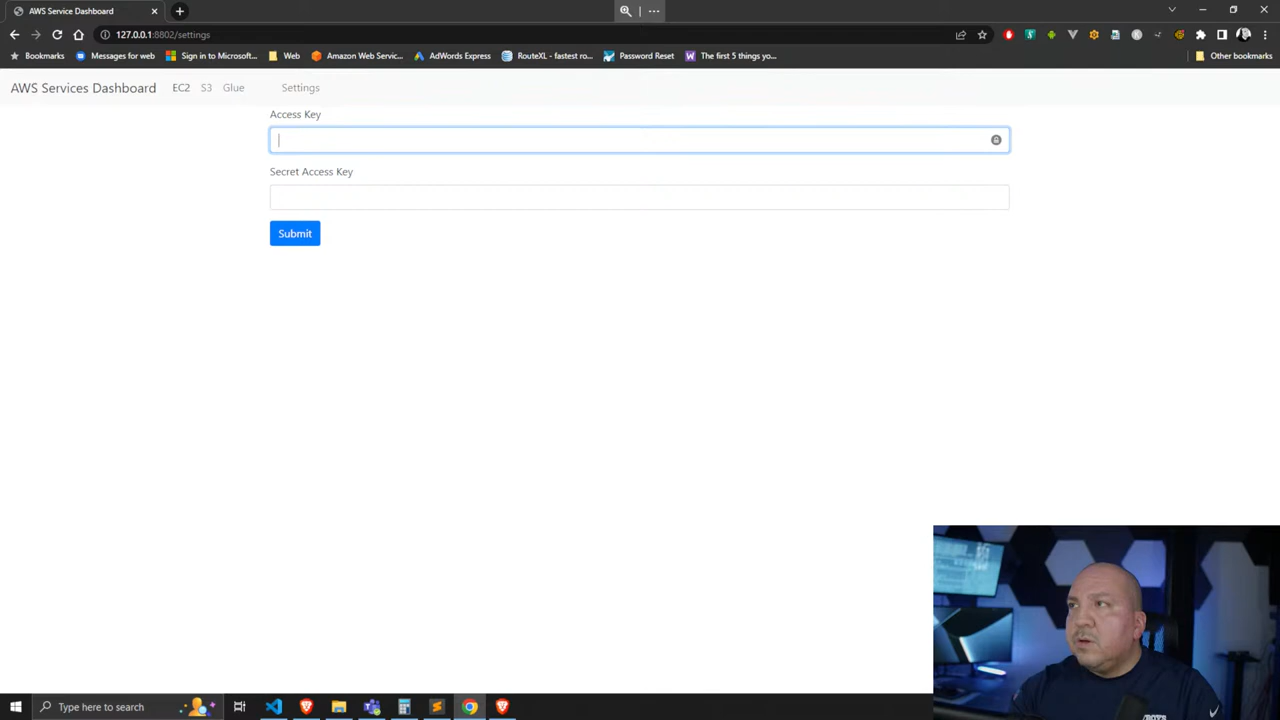 AWS Service Dashboard
127.0.0.1:8802/settings
Bookmarks Messages for web Sign in to Microsoft... Web Amazon Web Servic... AdWords Express RouteXL - fastest ro... Password Reset The first 5 things yo... Other bookmarks
AWS Services Dashboard EC2 S3 Glue Settings
Access Key
Secret Access Key
Submit
Type here to search